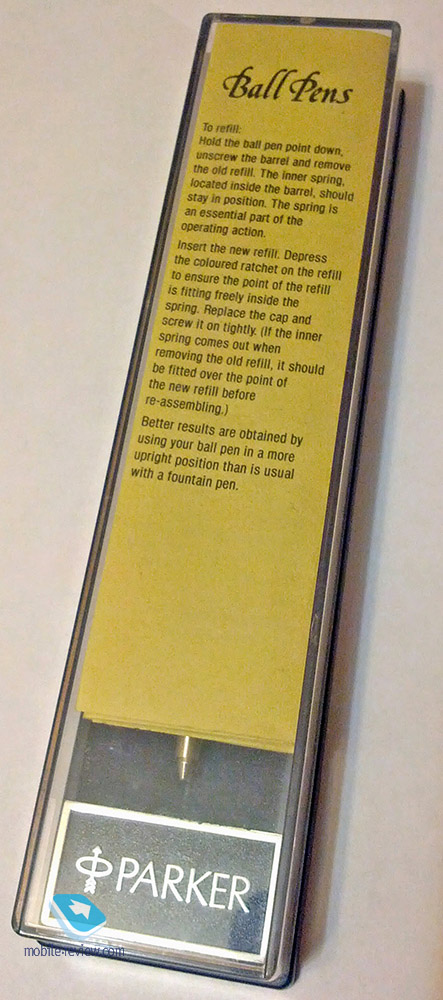 Ball Pens
To refill:
Hold the ball pen point down,
unscrew the barrel and remove
the old refill. The inner spring,
located inside the barrel, should
stay in position. The spring is
an essential part of the
operating action.
Insert the new refill. Depress
the coloured ratchet on the refill
to ensure the point of the refill
is fitting freely inside the
spring. Replace the cap and
screw it on tightly. (If the inner
spring comes out when
removing the old refill, it should
be fitted over the point of
the new refill before
re-assembling.)
Better results are obtained by
using your ball pen in a more
upright position than is usual
with a fountain pen.
PARKER
mobile-review.com